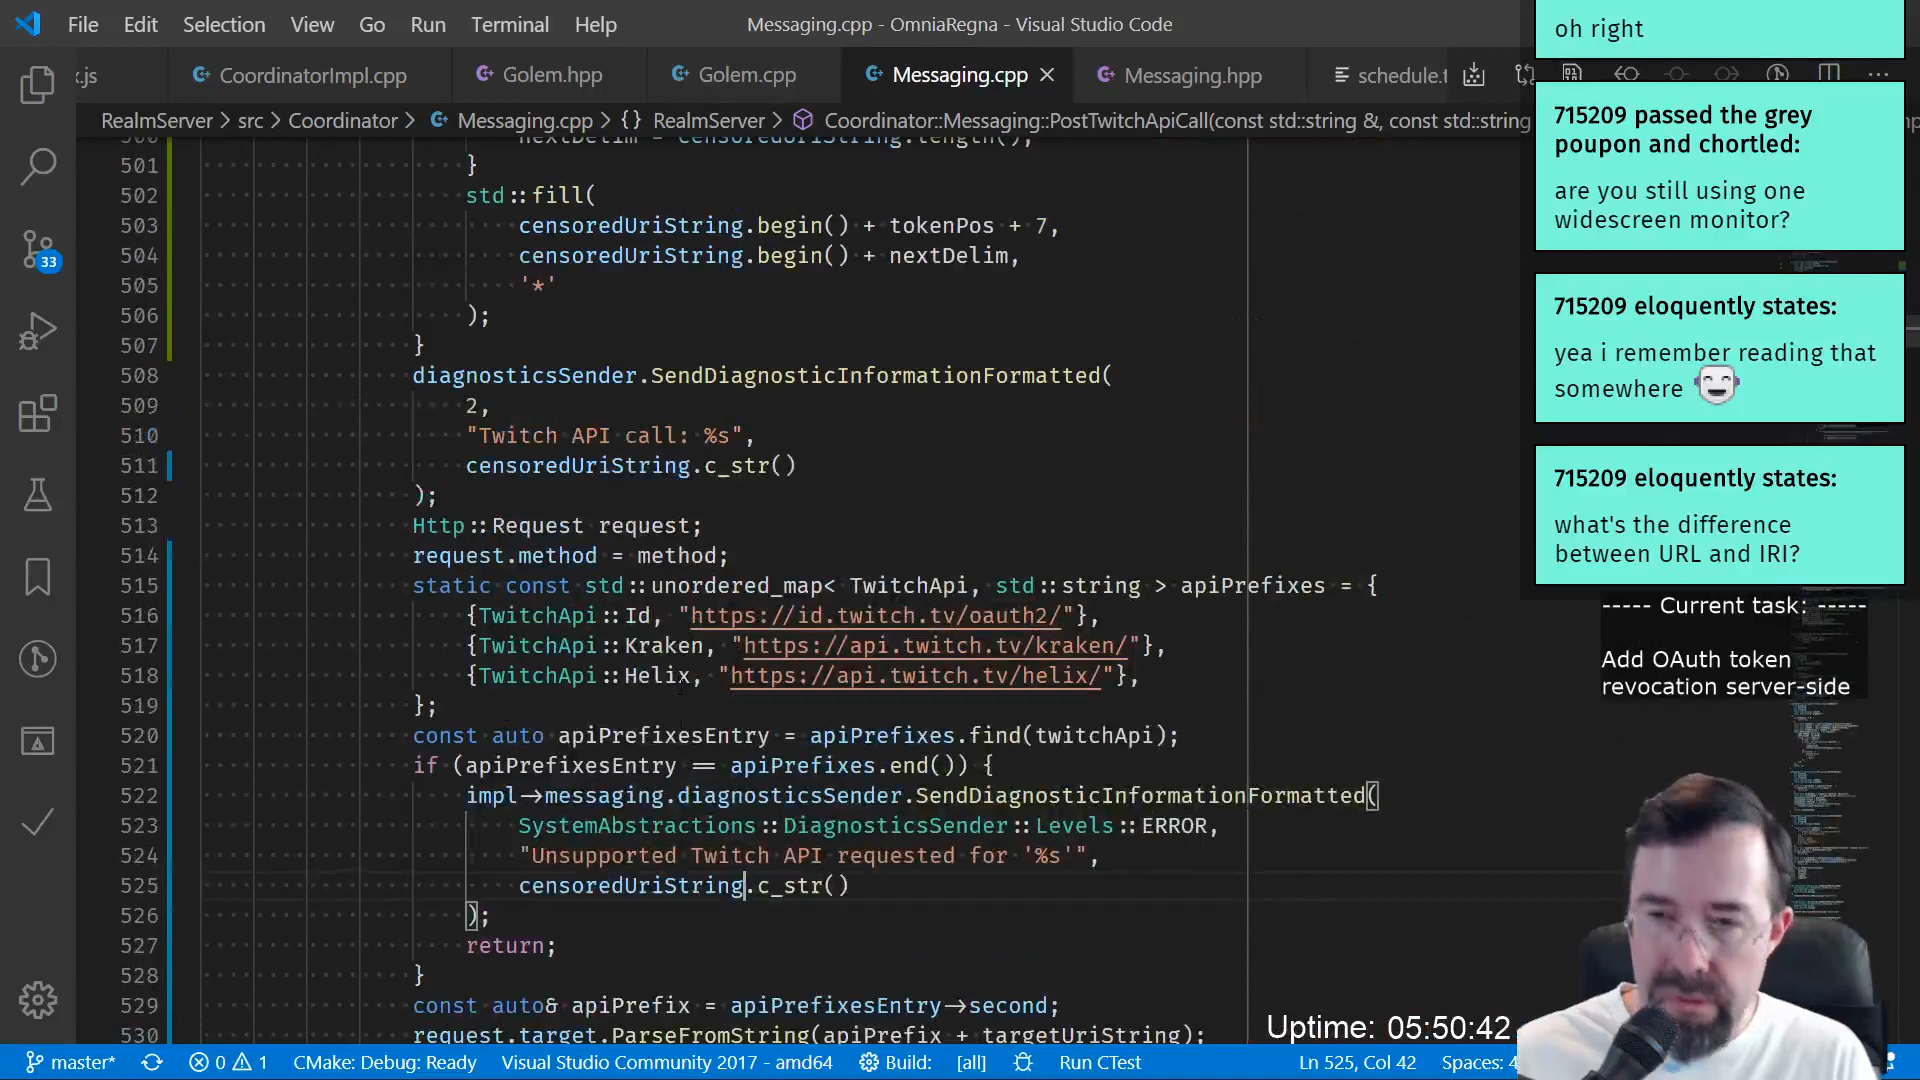 File Edit Selection View Go Run Terminal Help
Messaging.cpp - OmniaRegna - Visual Studio Code
x.js
CoordinatorImpl.cpp
Golem.hpp
Golem.cpp
Messaging.cpp
Messaging.hpp
schedule.t
RealmServer > src > Coordinator > Messaging.cpp > {} RealmServer > Coordinator::Messaging::PostTwitchApiCall(const std::string &, const std::string
501 }
502 std::fill(
503 censoredUriString.begin() + tokenPos + 7,
504 censoredUriString.begin() + nextDelim,
505 '*'
506 );
507 }
508 diagnosticsSender.SendDiagnosticInformationFormatted(
509 2,
510 "Twitch API call: %s",
511 censoredUriString.c_str()
512 );
513 Http::Request request;
514 request.method = method;
515 static const std::unordered_map< TwitchApi, std::string > apiPrefixes = {
516 {TwitchApi::Id, "https://id.twitch.tv/oauth2/"},
517 {TwitchApi::Kraken, "https://api.twitch.tv/kraken/"},
518 {TwitchApi::Helix, "https://api.twitch.tv/helix/"},
519 };
520 const auto apiPrefixesEntry = apiPrefixes.find(twitchApi);
521 if (apiPrefixesEntry == apiPrefixes.end()) {
522 impl->messaging.diagnosticsSender.SendDiagnosticInformationFormatted(
523 SystemAbstractions::DiagnosticsSender::Levels::ERROR,
524 "Unsupported Twitch API requested for '%s'",
525 censoredUriString.c_str()
526 );
527 return;
528 }
529 const auto& apiPrefix = apiPrefixesEntry->second;
530 request.target.ParseFromString(apiPrefix + targetUriString);
oh right
715209 passed the grey
poupon and chortled:
are you still using one
widescreen monitor?
715209 eloquently states:
yea i remember reading that
somewhere
715209 eloquently states:
what's the difference
between URL and IRI?
----- Current task: -----
Add OAuth token
revocation server-side
33
Uptime: 05:50:42
master* 0 1 CMake: Debug: Ready Visual Studio Community 2017 - amd64 Build: [all] Run CTest Ln 525, Col 42 Spaces: 4